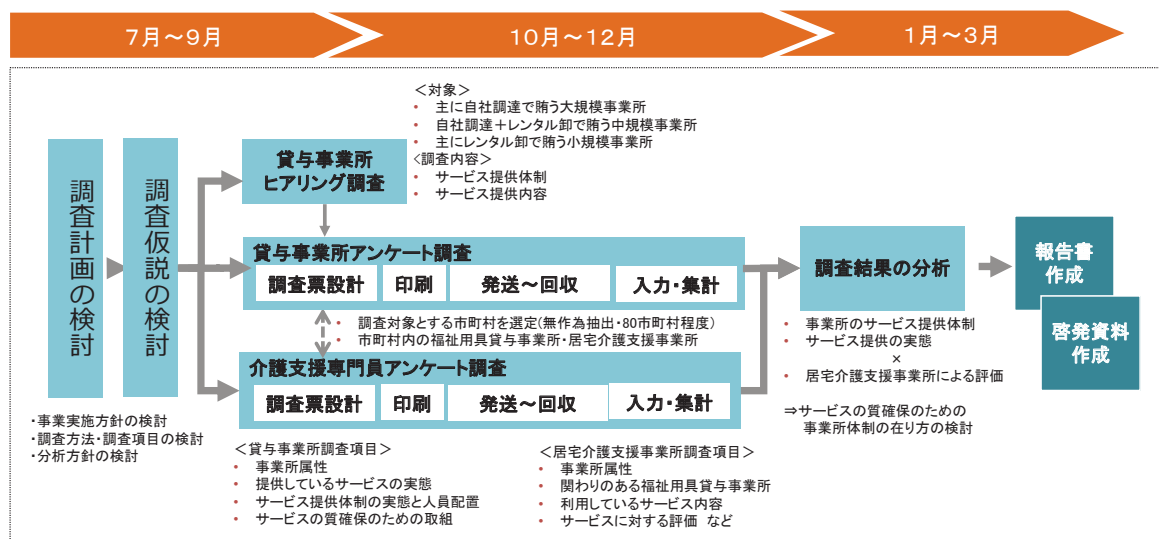 7月～9月
10月～12月
1月～3月
＜対象＞
• 主に自社調達で賄う大規模事業所
• 自社調達＋レンタル卸で賄う中規模事業所
• 主にレンタル卸で賄う小規模事業所
<調査内容＞
• サービス提供体制
• サービス提供内容
調査計画の検討
調査仮説の検討
貸与事業所
ヒアリング調査
貸与事業所アンケート調査
調査票設計
印刷
発送～回収
入力・集計
• 調査対象とする市町村を選定(無作為抽出・80市町村程度)
• 市町村内の福祉用具貸与事業所・居宅介護支援事業所
介護支援専門員アンケート調査
調査票設計
印刷
発送～回収
入力・集計
・事業実施方針の検討
・調査方法・調査項目の検討
・分析方針の検討
＜貸与事業所調査項目＞
• 事業所属性
• 提供しているサービスの実態
• サービス提供体制の実態と人員配置
• サービスの質確保のための取組
＜居宅介護支援事業所調査項目＞
• 事業所属性
• 関わりのある福祉用具貸与事業所
• 利用しているサービス内容
• サービスに対する評価 など
調査結果の分析
• 事業所のサービス提供体制
• サービス提供の実態
×
• 居宅介護支援事業所による評価
⇒サービスの質確保のための
事業所体制の在り方の検討
報告書
作成
啓発資料
作成